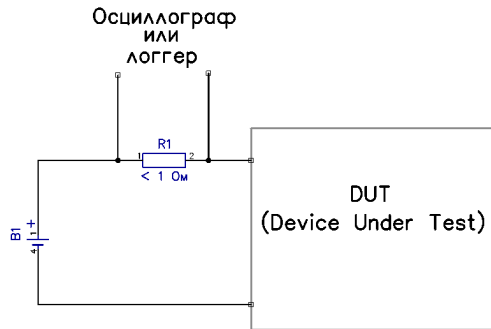 Осциллограф
или
логгер
R1
1 2
< 1 Ом
DUT
(Device Under Test)
B1
+
1
4